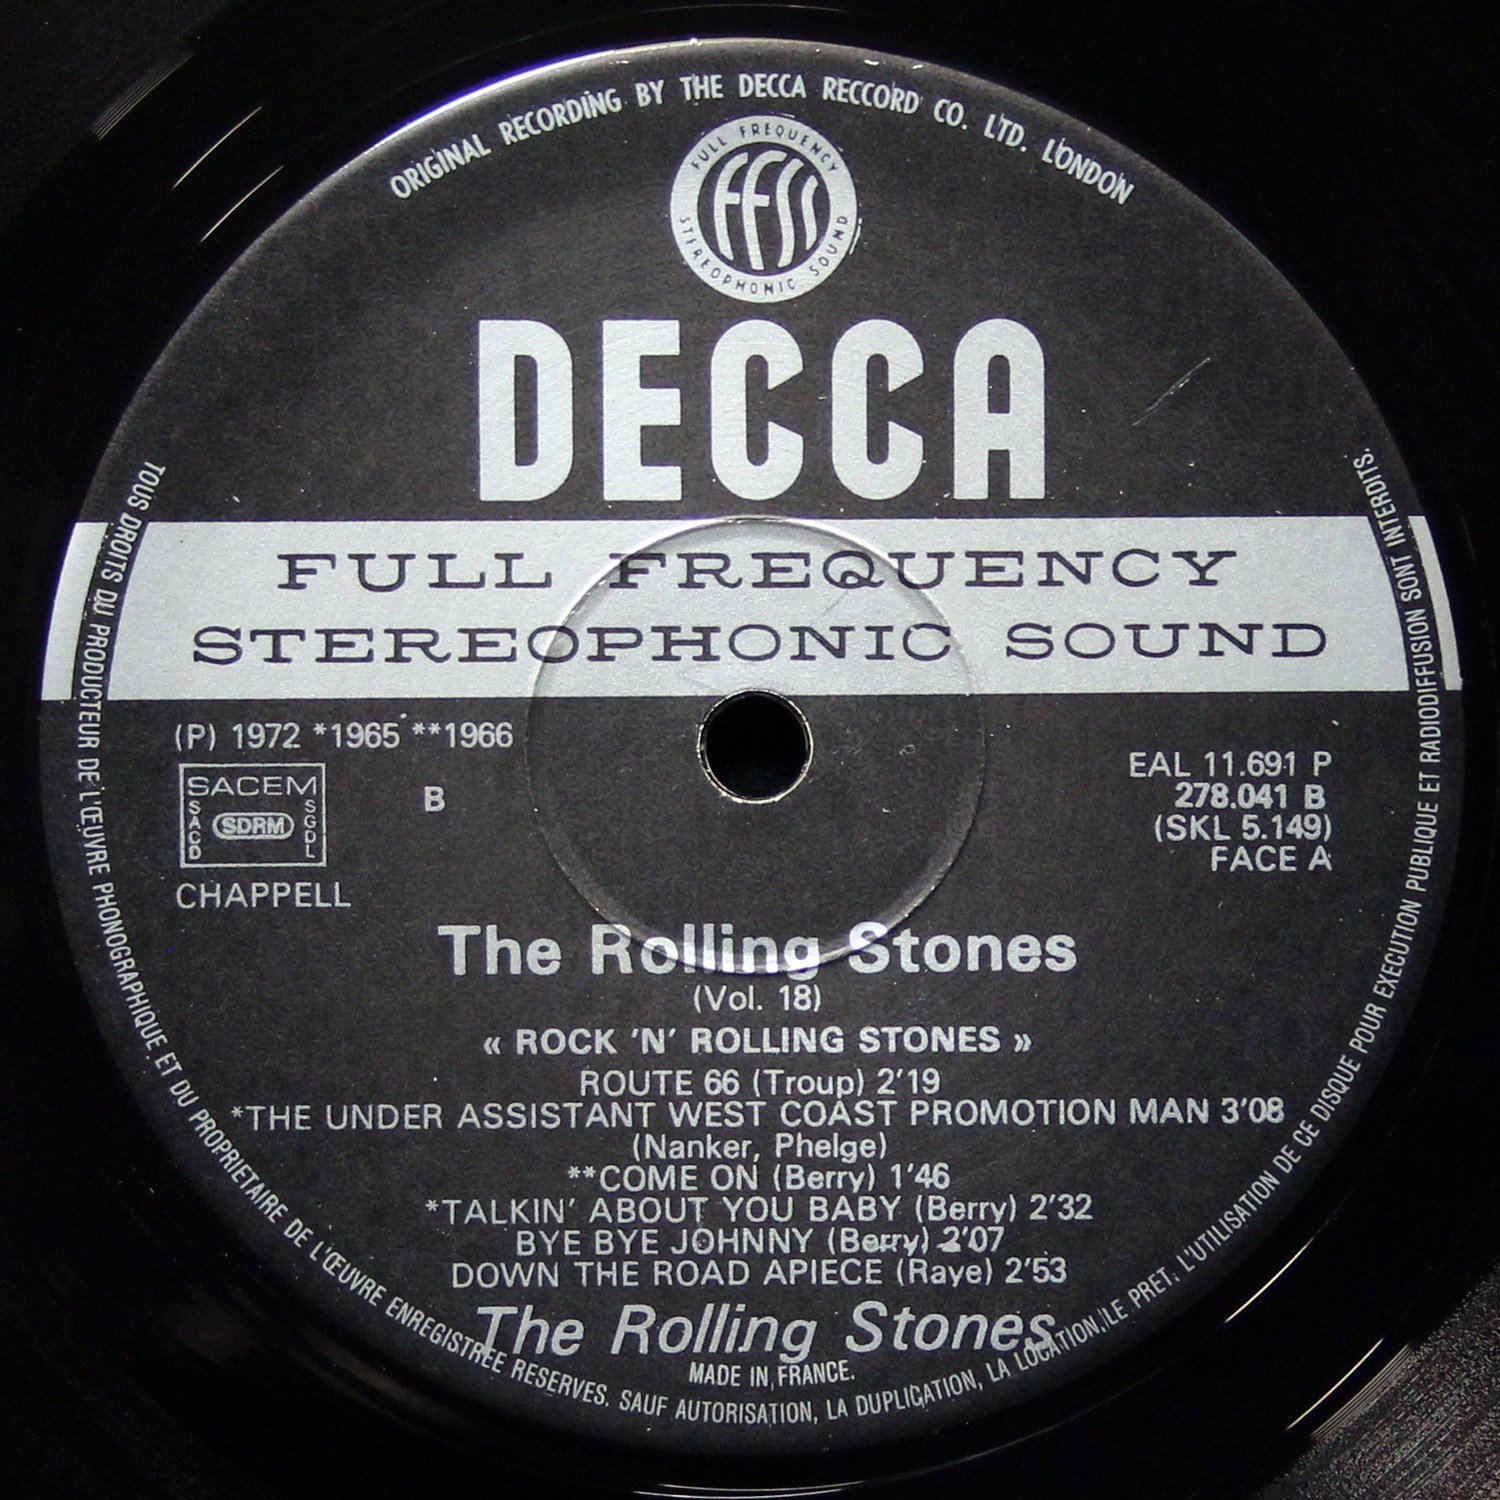 ORIGINAL RECORDING BY THE DECCA RECCORD CO. LTD. LONDON
FULL FREQUENCY
FFSS
STEREOPHONIC SOUND
DECCA
FULL FREQUENCY
STEREOPHONIC SOUND
(P) 1972 *1965 **1966
SACEM
SACD
SDRM
SGDL
CHAPPELL
B
EAL 11.691 P
278.041 B
(SKL 5.149)
FACE A
The Rolling Stones
(Vol. 18)
« ROCK 'N' ROLLING STONES »
ROUTE 66 (Troup) 2'19
*THE UNDER ASSISTANT WEST COAST PROMOTION MAN 3'08
(Nanker, Phelge)
**COME ON (Berry) 1'46
*TALKIN' ABOUT YOU BABY (Berry) 2'32
BYE BYE JOHNNY (Berry) 2'07
DOWN THE ROAD APIECE (Raye) 2'53
The Rolling Stones
MADE IN FRANCE.
TOUS DROITS DU PRODUCTEUR DE L'ŒUVRE PHONOGRAPHIQUE ET DU PROPRIETAIRE DE L'ŒUVRE ENREGISTREE RESERVES. SAUF AUTORISATION, LA DUPLICATION, LA LOCATION, LE PRET, L'UTILISATION DE CE DISQUE POUR EXECUTION PUBLIQUE ET RADIODIFFUSION SONT INTERDITS.